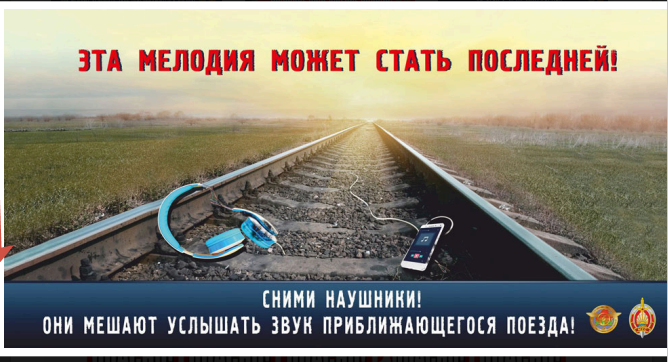 ЭТА МЕЛОДИЯ МОЖЕТ СТАТЬ ПОСЛЕДНЕЙ!
СНИМИ НАУШНИКИ!
ОНИ МЕШАЮТ УСЛЫШАТЬ ЗВУК ПРИБЛИЖАЮЩЕГОСЯ ПОЕЗДА!